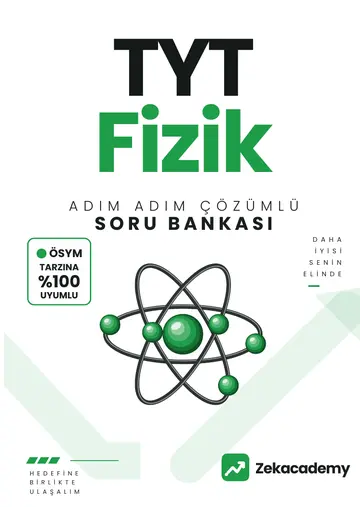 TYT
Fizik
ADIM ADIM ÇÖZÜMLÜ
SORU BANKASI
ÖSYM
TARZINA
%100
UYUMLU
DAHA
İYİSİ
SENİN
ELİNDE
HEDEFİNE
BİRLİKTE
ULAŞALIM
Zekacademy